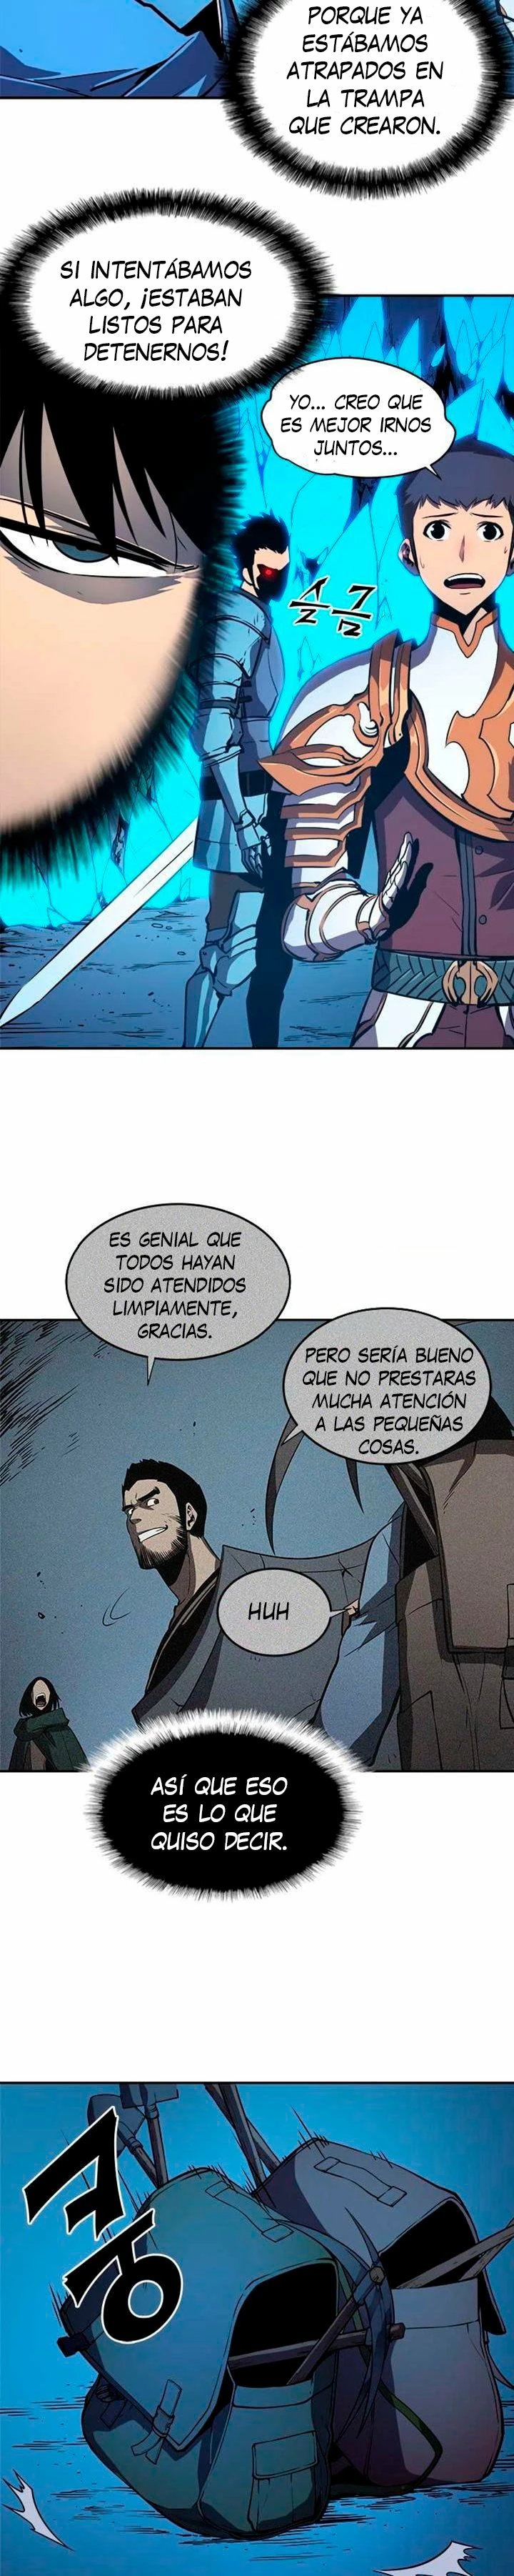 PORQUE YA
ESTÁBAMOS
ATRAPADOS EN
LA TRAMPA
QUE CREARON.
SI INTENTÁBAMOS
ALGO, ¡ESTABAN
LISTOS PARA
DETENERNOS!
YO... CREO QUE
ES MEJOR IRNOS
JUNTOS...
ES GENIAL QUE
TODOS HAYAN
SIDO ATENDIDOS
LIMPIAMENTE,
GRACIAS.
PERO SERÍA BUENO
QUE NO PRESTARAS
MUCHA ATENCIÓN
A LAS PEQUEÑAS
COSAS.
HUH
ASÍ QUE ESO
ES LO QUE
QUISO DECIR.
쿵